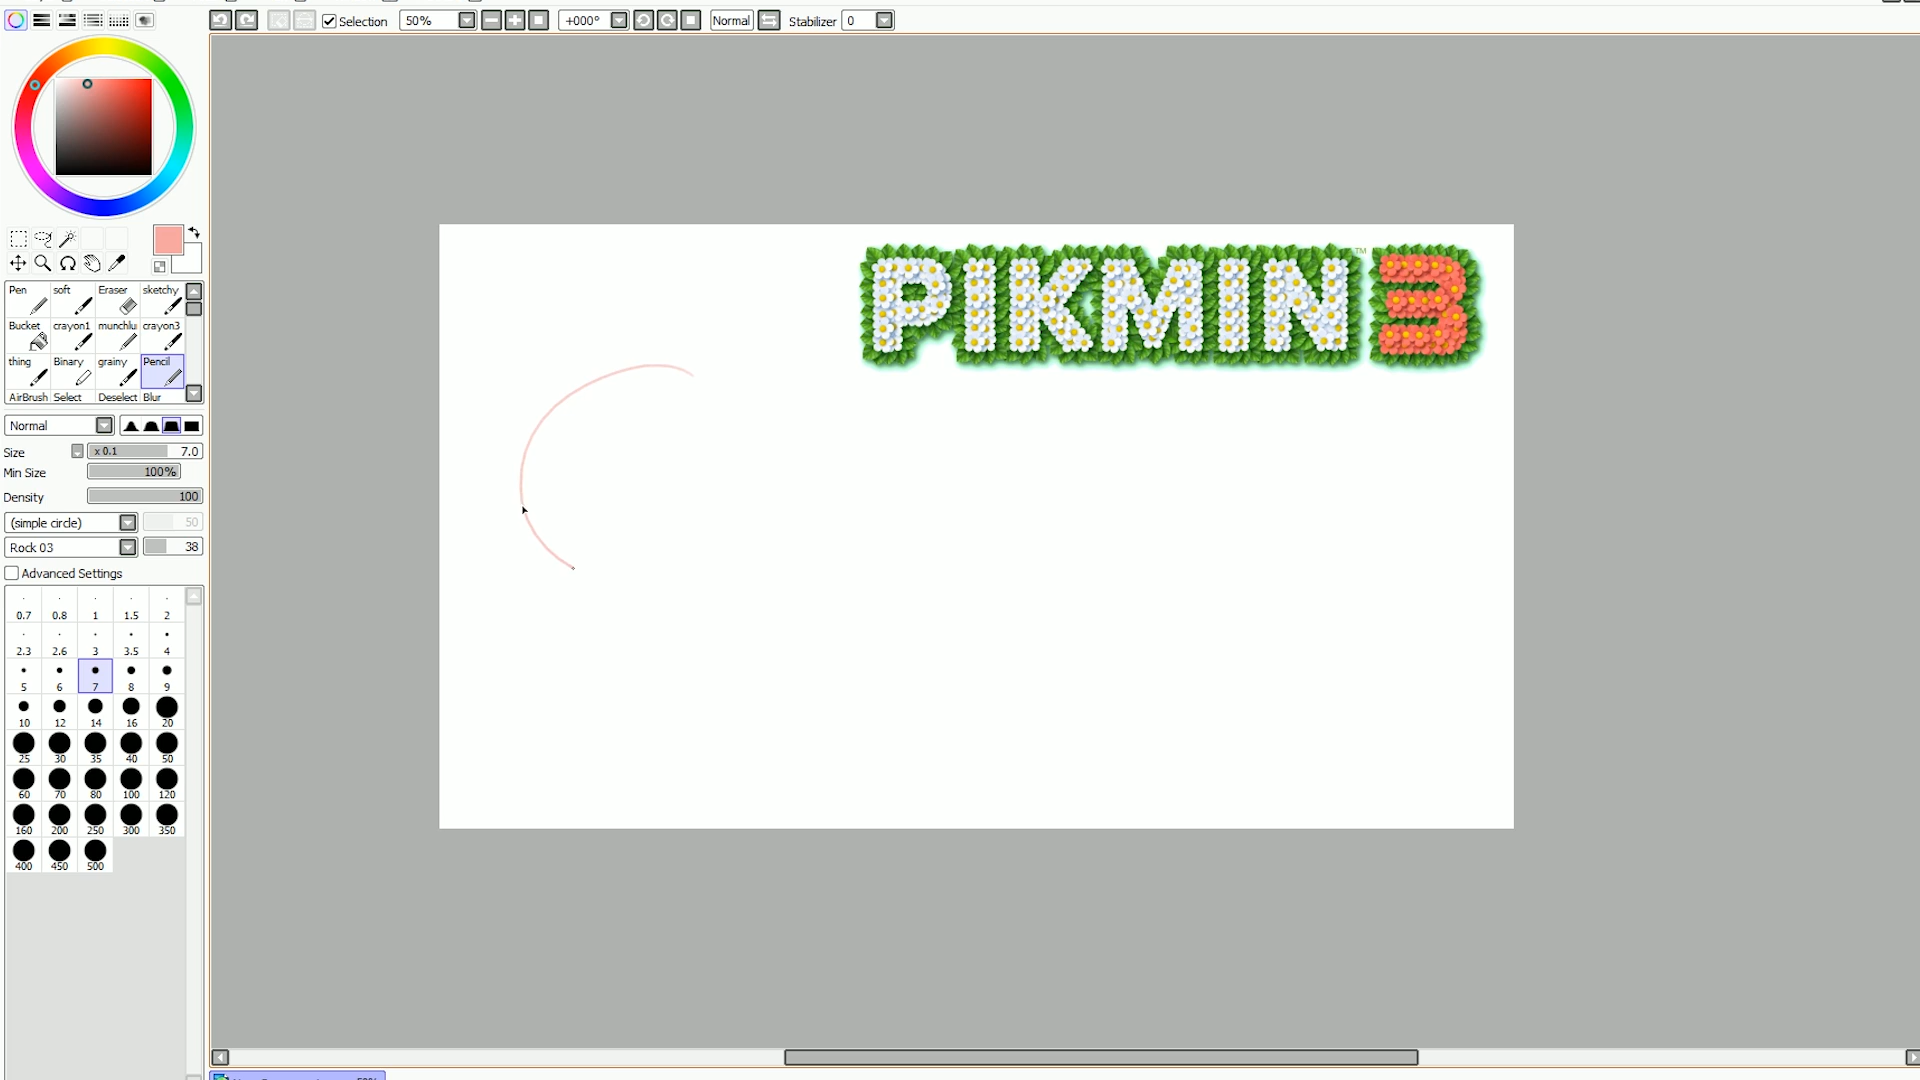 Selection 50% +000° Normal Stabilizer 0
PIKMIN 3 ™
Pen soft Eraser sketchy
Bucket crayon1 munchlu crayon3
thing Binary grainy Pencil
AirBrush Select Deselect Blur
Normal
Size x 0.1 7.0
Min Size 100%
Density 100
(simple circle) 50
Rock 03 38
Advanced Settings
0.7 0.8 1 1.5 2
2.3 2.6 3 3.5 4
5 6 7 8 9
10 12 14 16 20
25 30 35 40 50
60 70 80 100 120
160 200 250 300 350
400 450 500